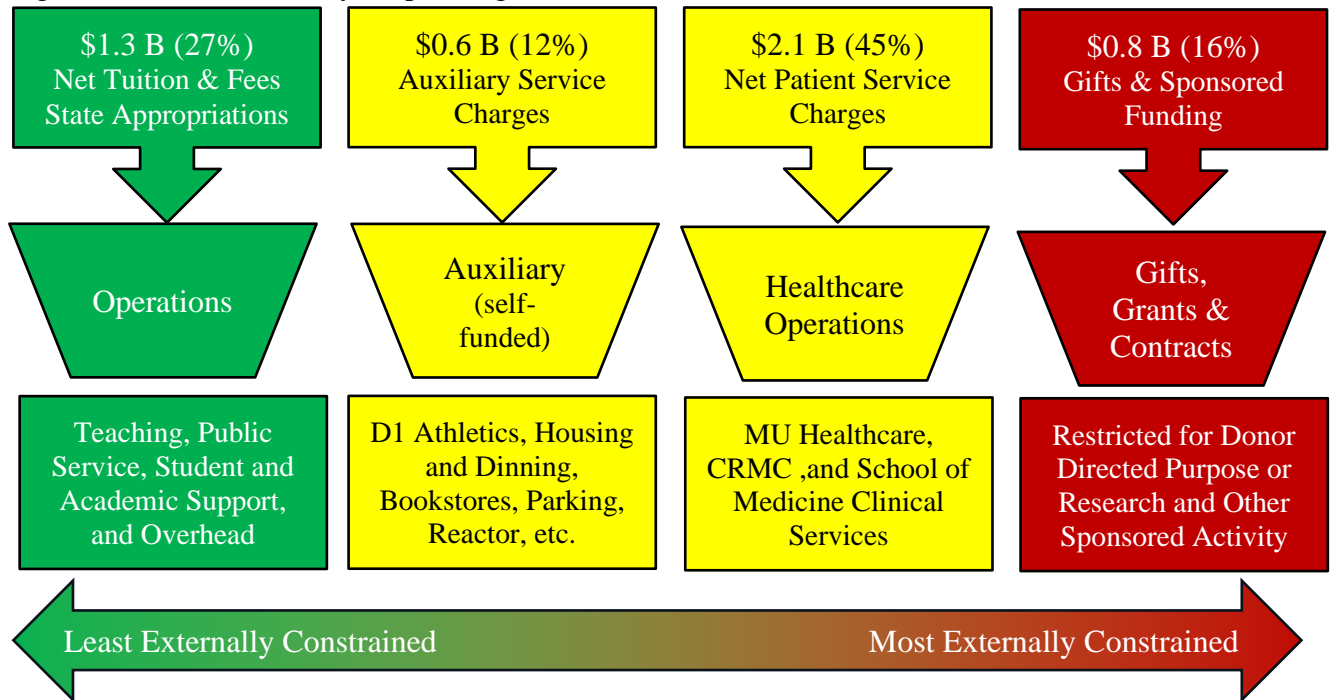 $1.3 B (27%)
Net Tuition & Fees
State Appropriations
$0.6 B (12%)
Auxiliary Service
Charges
$2.1 B (45%)
Net Patient Service
Charges
$0.8 B (16%)
Gifts & Sponsored
Funding
Operations
Auxiliary
(self-
funded)
Healthcare
Operations
Gifts,
Grants &
Contracts
Teaching, Public
Service, Student and
Academic Support,
and Overhead
D1 Athletics, Housing
and Dinning,
Bookstores, Parking,
Reactor, etc.
MU Healthcare,
CRMC ,and School of
Medicine Clinical
Services
Restricted for Donor
Directed Purpose or
Research and Other
Sponsored Activity
Least Externally Constrained
Most Externally Constrained